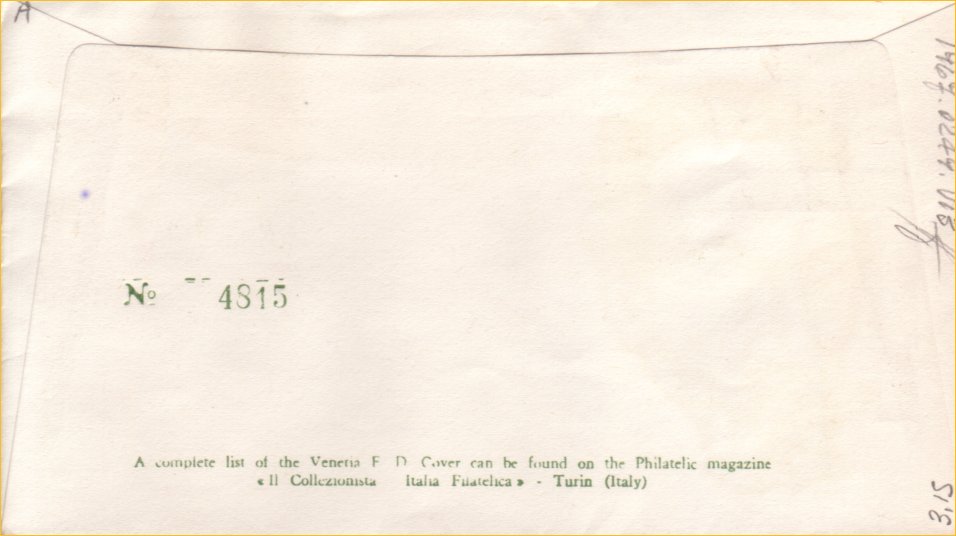 A
No 4815
A complete list of the Venetia F. D. Cover can be found on the Philatelic magazine
« Il Collezionista Italia Filatelica » - Turin (Italy)
3,15